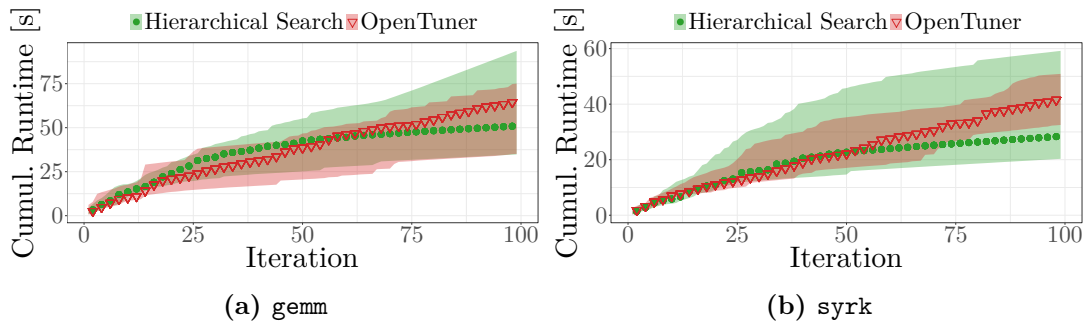 Hierarchical Search OpenTuner
Cumul. Runtime [s]
75
50
25
0
0 25 50 75 100
Iteration
(a) gemm
Hierarchical Search OpenTuner
Cumul. Runtime [s]
60
40
20
0
0 25 50 75 100
Iteration
(b) syrk